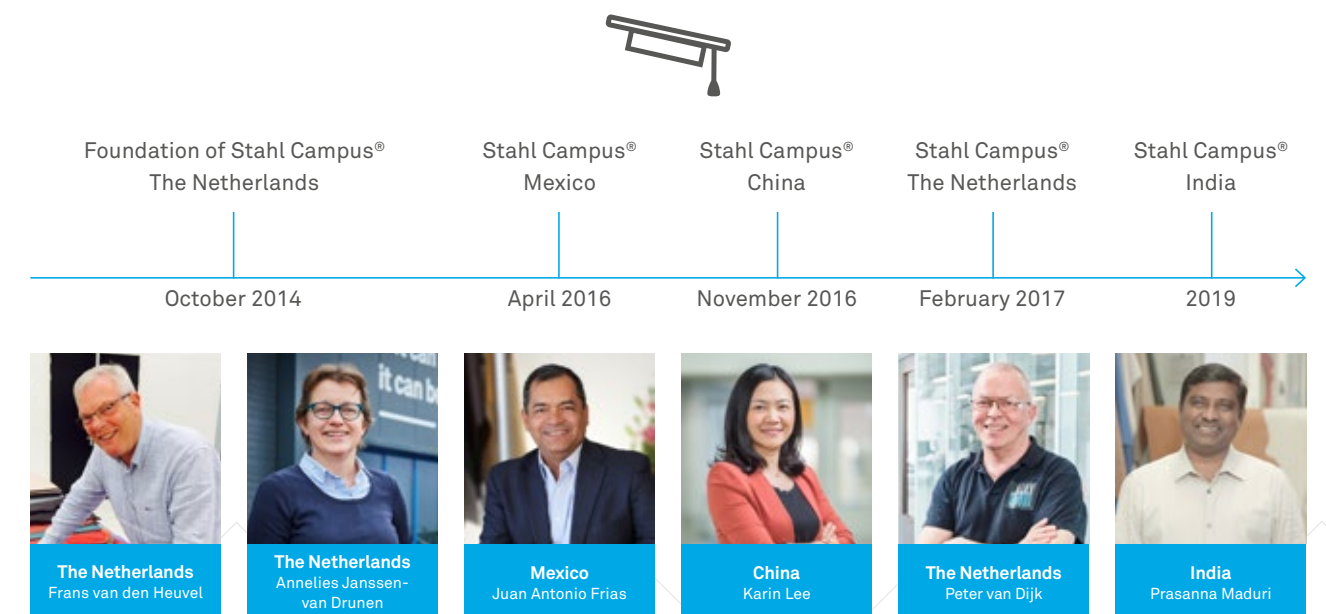 Foundation of Stahl Campus®
The Netherlands
Stahl Campus®
Mexico
Stahl Campus®
China
Stahl Campus®
The Netherlands
Stahl Campus®
India
October 2014
April 2016
November 2016
February 2017
2019
it can b
The Netherlands
Frans van den Heuvel
The Netherlands
Annelies Janssen-
van Drunen
Mexico
Juan Antonio Frias
China
Karin Lee
The Netherlands
Peter van Dijk
India
Prasanna Maduri